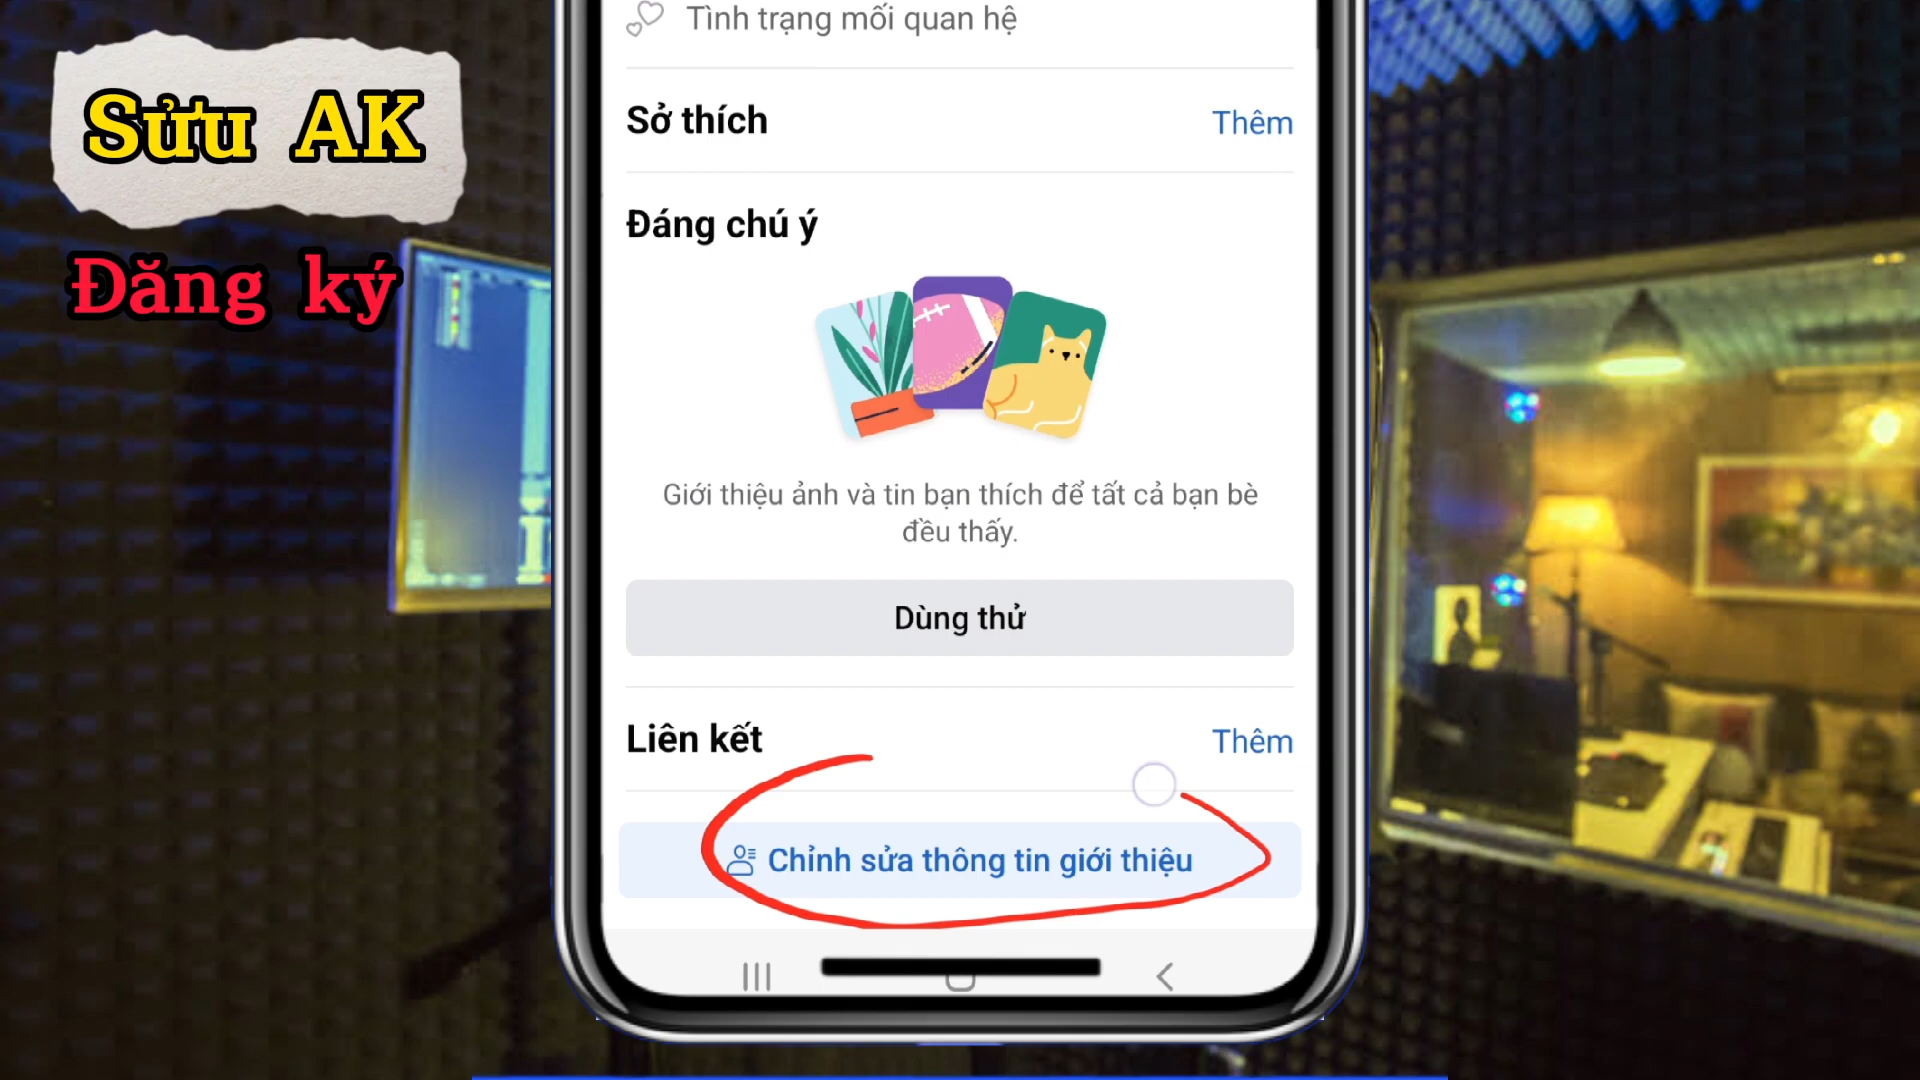 Sửu AK
Đăng ký
Tình trạng mối quan hệ
Sở thích
Thêm
Đáng chú ý
Giới thiệu ảnh và tin bạn thích để tất cả bạn bè
đều thấy.
Dùng thử
Liên kết
Thêm
Chỉnh sửa thông tin giới thiệu